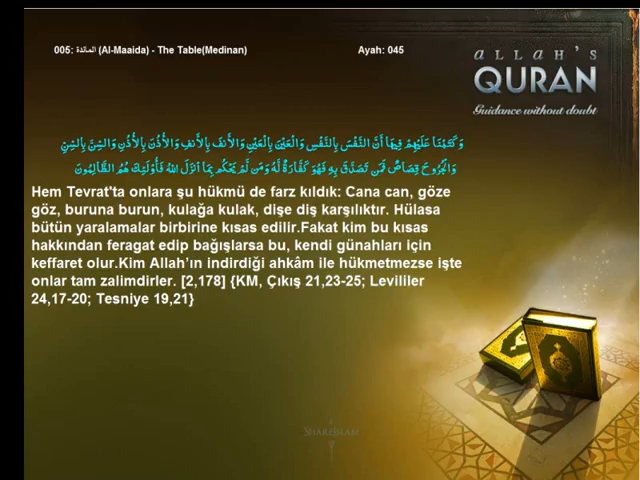 005: المائدة (Al-Maaida) - The Table(Medinan) Ayah: 045
ALLAH'S
QURAN
Guidance without doubt
وَكَتَبْنَا عَلَيْهِمْ فِيهَا أَنَّ النَّفْسَ بِالنَّفْسِ وَالْعَيْنَ بِالْعَيْنِ وَالْأَنفَ بِالْأَنفِ وَالْأُذُنَ بِالْأُذُنِ وَالسِّنَّ بِالسِّنِّ
وَالْجُرُوحَ قِصَاصٌ فَمَن تَصَدَّقَ بِهِ فَهُوَ كَفَّارَةٌ لَّهُ وَمَن لَّمْ يَحْكُم بِمَا أَنزَلَ اللَّهُ فَأُولَٰئِكَ هُمُ الظَّالِمُونَ
Hem Tevrat'ta onlara şu hükmü de farz kıldık: Cana can, göze
göz, buruna burun, kulağa kulak, dişe diş karşılıktır. Hülasa
bütün yaralamalar birbirine kısas edilir.Fakat kim bu kısas
hakkından feragat edip bağışlarsa bu, kendi günahları için
keffaret olur.Kim Allah’ın indirdiği ahkâm ile hükmetmezse işte
onlar tam zalimdirler. [2,178] {KM, Çıkış 21,23-25; Levililer
24,17-20; Tesniye 19,21}
SHAREISLAM